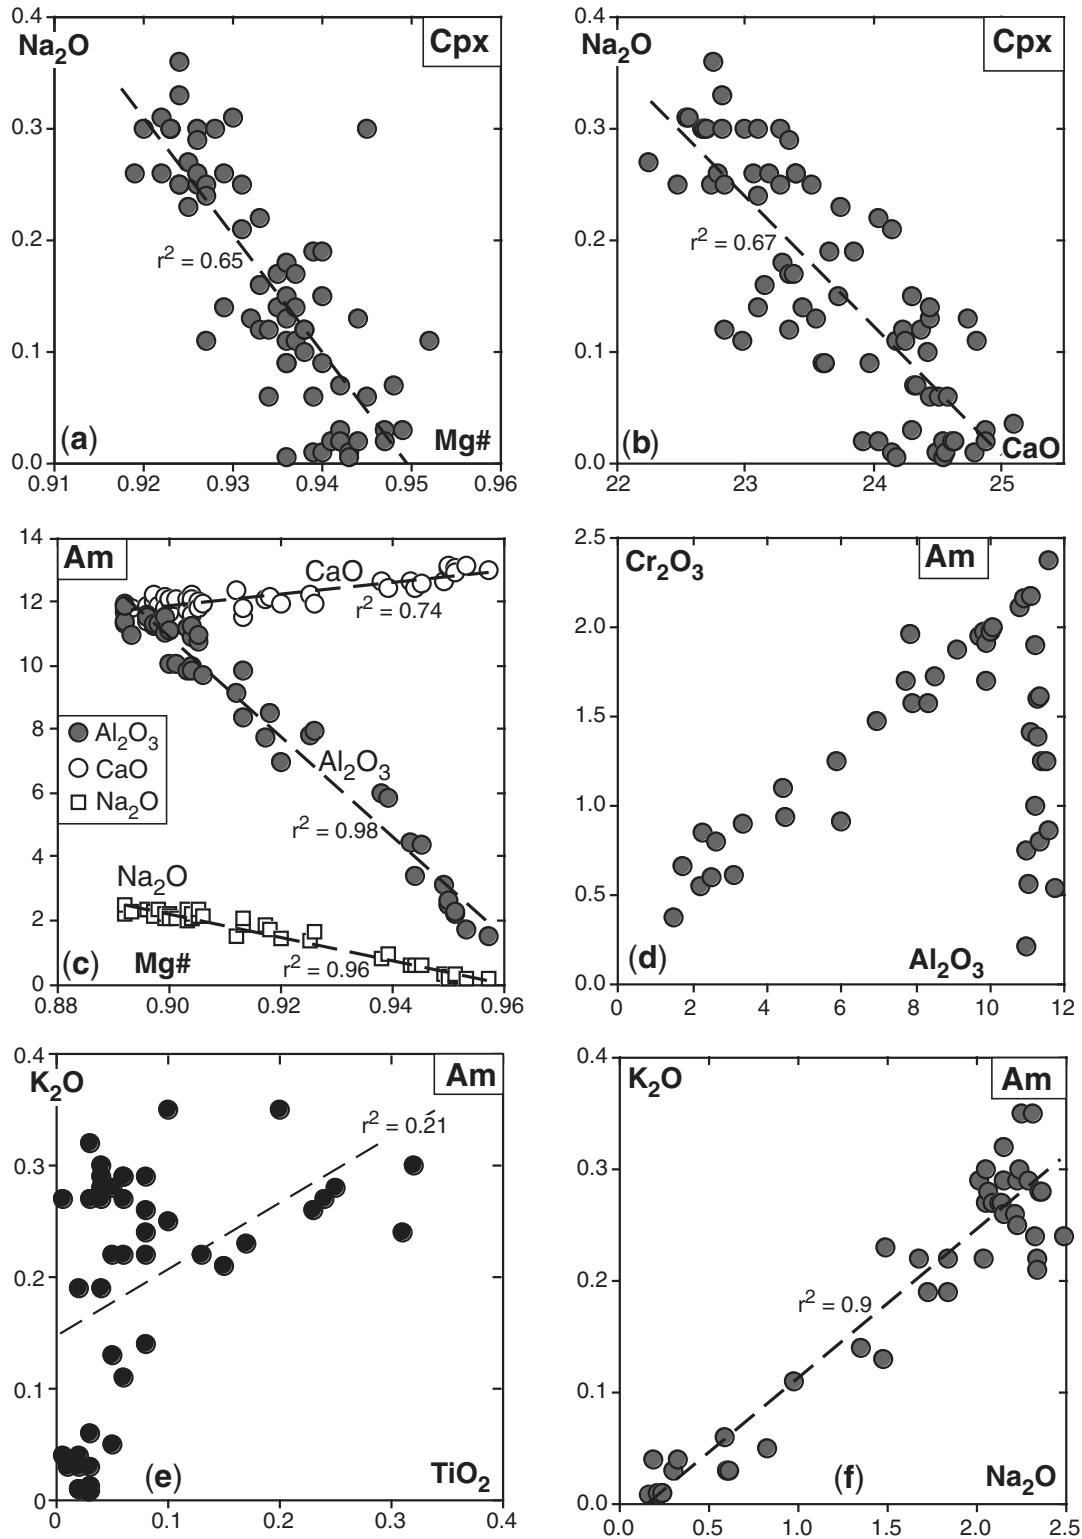 0.4
Na2O
Cpx
0.3
0.2
r2 = 0.65
0.1
(a)
Mg#
0.0
0.91
0.92
0.93
0.94
0.95
0.96
0.4
Na2O
Cpx
0.3
0.2
r2 = 0.67
0.1
(b)
CaO
0.0
22
23
24
25
14
Am
CaO
12
r2 = 0.74
10
Al2O3
CaO
Na2O
8
Al2O3
6
r2 = 0.98
4
Na2O
2
(c)
Mg#
r2 = 0.96
0
0.88
0.90
0.92
0.94
0.96
2.5
Cr2O3
Am
2.0
1.5
1.0
0.5
(d)
Al2O3
0.0
0
2
4
6
8
10
12
0.4
K2O
Am
r2 = 0.21
0.3
0.2
0.1
(e)
TiO2
0
0
0.1
0.2
0.3
0.4
0.4
K2O
Am
0.3
0.2
r2 = 0.9
0.1
(f)
Na2O
0.0
0.0
0.5
1.0
1.5
2.0
2.5